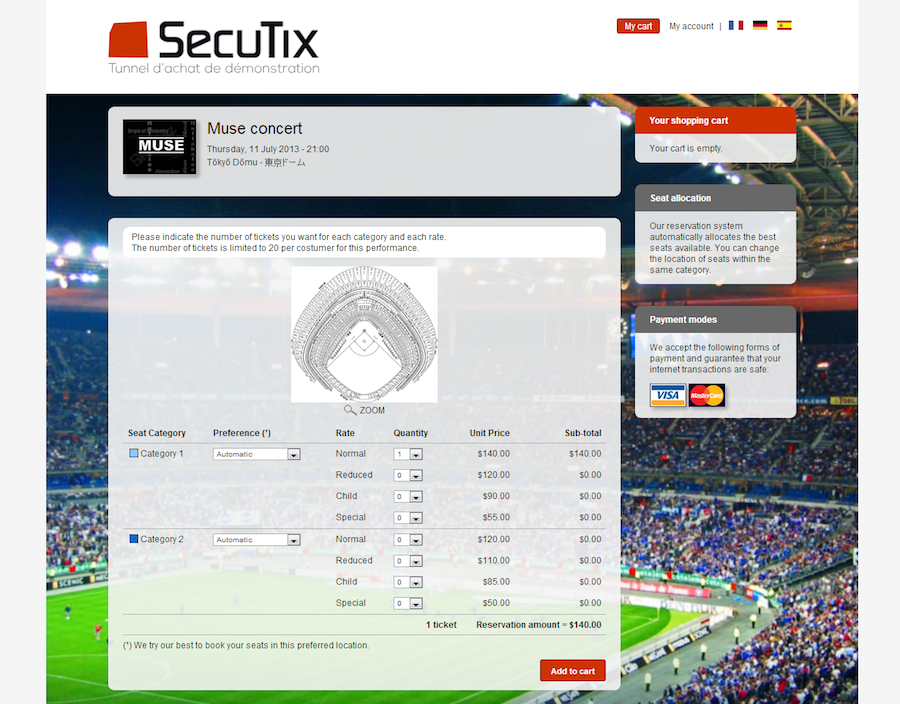 SECUTIX
Tunnel d'achat de démonstration
My cart
My account |
MUSE
Muse concert
Thursday, 11 July 2013 - 21:00
Tōkyō Dōmu - 東京ドーム
Please indicate the number of tickets you want for each category and each rate.
The number of tickets is limited to 20 per costumer for this performance.
ZOOM
Seat Category Preference (*) Rate Quantity Unit Price Sub-total
Category 1 Automatic Normal 1 $140.00 $140.00
Reduced 0 $120.00 $0.00
Child 0 $90.00 $0.00
Special 0 $55.00 $0.00
Category 2 Automatic Normal 0 $120.00 $0.00
Reduced 0 $110.00 $0.00
Child 0 $85.00 $0.00
Special 0 $50.00 $0.00
1 ticket Reservation amount = $140.00
(*) We try our best to book your seats in this preferred location.
Add to cart
Your shopping cart
Your cart is empty.
Seat allocation
Our reservation system
automatically allocates the best
seats available. You can change
the location of seats within the
same category.
Payment modes
We accept the following forms of
payment and guarantee that your
internet transactions are safe:
VISA MasterCard
SCENIC